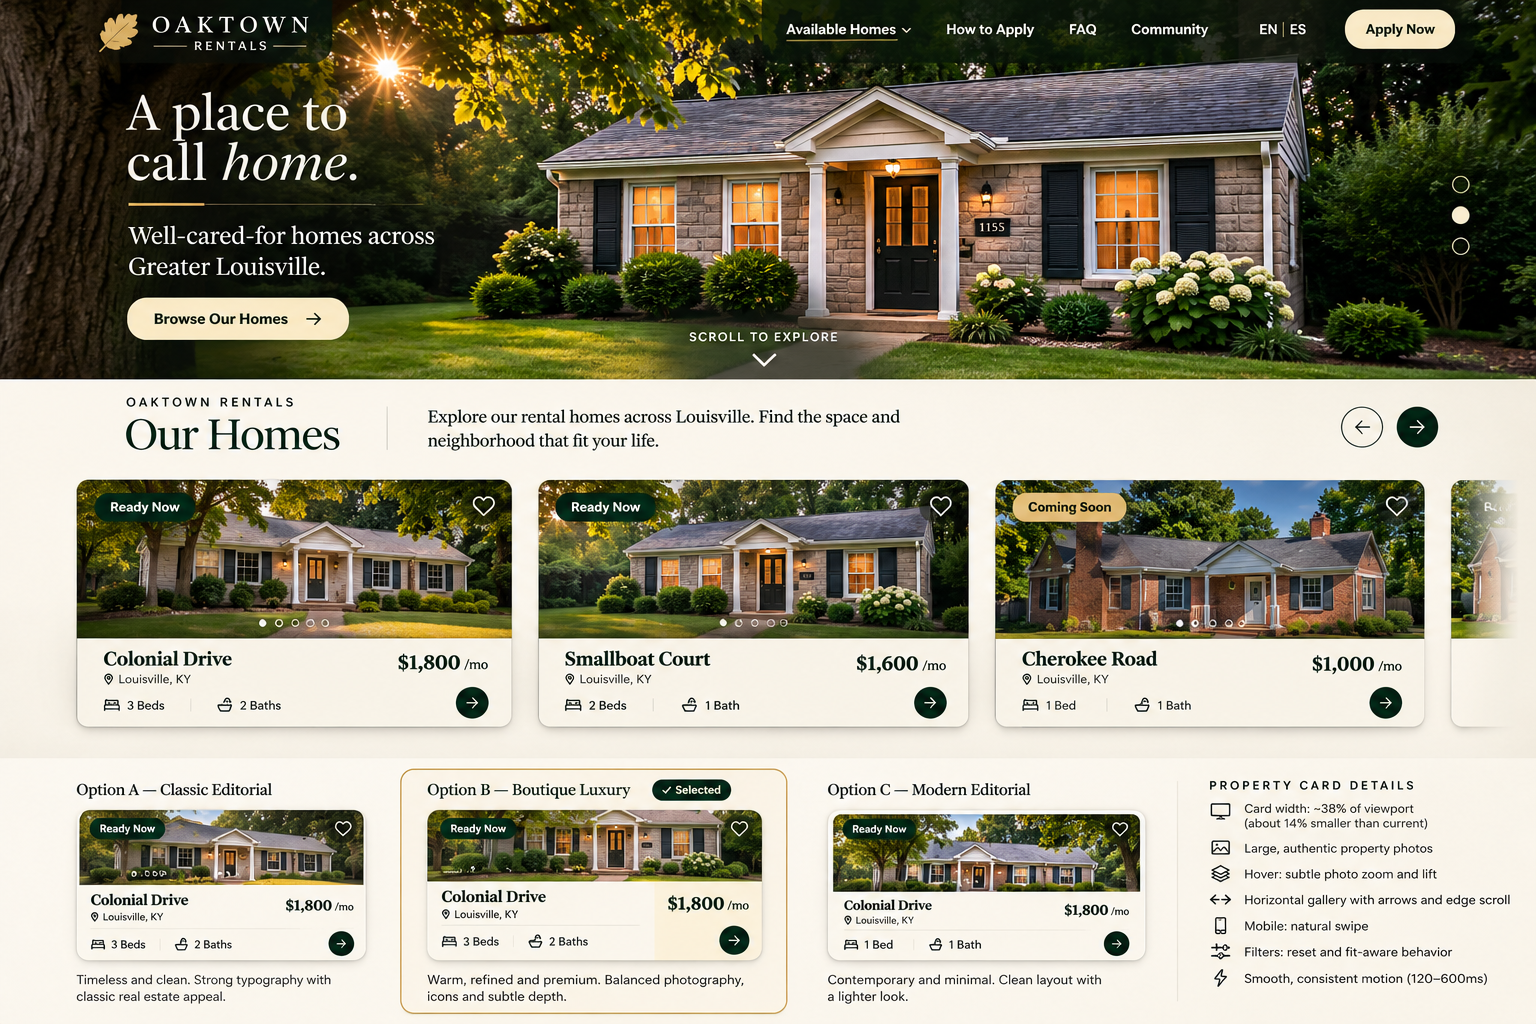 OAKTOWN
RENTALS
Available Homes
How to Apply
FAQ
Community
EN | ES
Apply Now
A place to
call home.
Well-cared-for homes across
Greater Louisville.
Browse Our Homes
1155
SCROLL TO EXPLORE
OAKTOWN RENTALS
Our Homes
Explore our rental homes across Louisville. Find the space and
neighborhood that fit your life.
Ready Now
Colonial Drive
$1,800 /mo
Louisville, KY
3 Beds
2 Baths
Ready Now
Smallboat Court
$1,600 /mo
Louisville, KY
2 Beds
1 Bath
Coming Soon
Cherokee Road
$1,000 /mo
Louisville, KY
1 Bed
1 Bath
Option A — Classic Editorial
Ready Now
Colonial Drive
$1,800 /mo
Louisville, KY
3 Beds
2 Baths
Timeless and clean. Strong typography with
classic real estate appeal.
Option B — Boutique Luxury
Selected
Ready Now
Colonial Drive
$1,800 /mo
Louisville, KY
3 Beds
2 Baths
Warm, refined and premium. Balanced photography,
icons and subtle depth.
Option C — Modern Editorial
Ready Now
Colonial Drive
$1,800 /mo
Louisville, KY
1 Bed
1 Bath
Contemporary and minimal. Clean layout with
a lighter look.
PROPERTY CARD DETAILS
Card width: ~38% of viewport
(about 14% smaller than current)
Large, authentic property photos
Hover: subtle photo zoom and lift
Horizontal gallery with arrows and edge scroll
Mobile: natural swipe
Filters: reset and fit-aware behavior
Smooth, consistent motion (120–600ms)